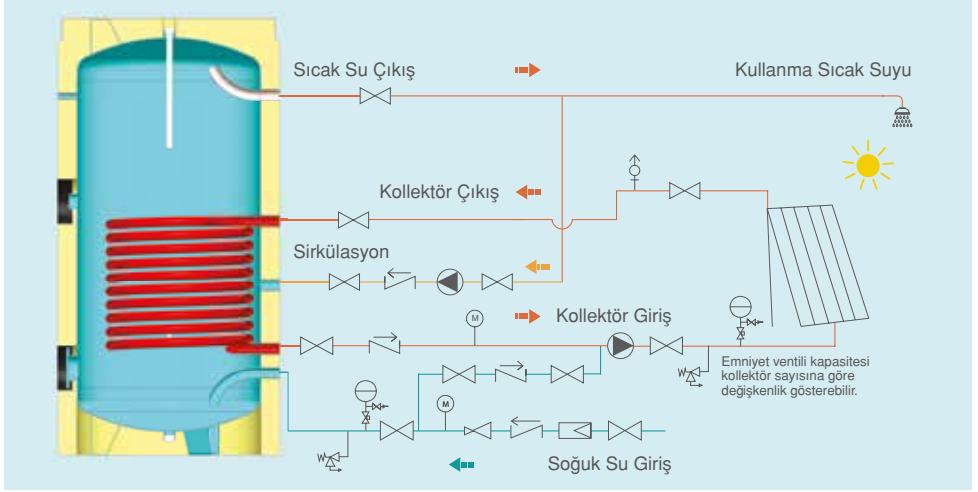 Sıcak Su Çıkış
Kullanma Sıcak Suyu
Kollektör Çıkış
Sirkülasyon
M
Kollektör Giriş
Emniyet ventili kapasitesi
kollektör sayısına göre
değişkenlik gösterebilir.
M
Soğuk Su Giriş